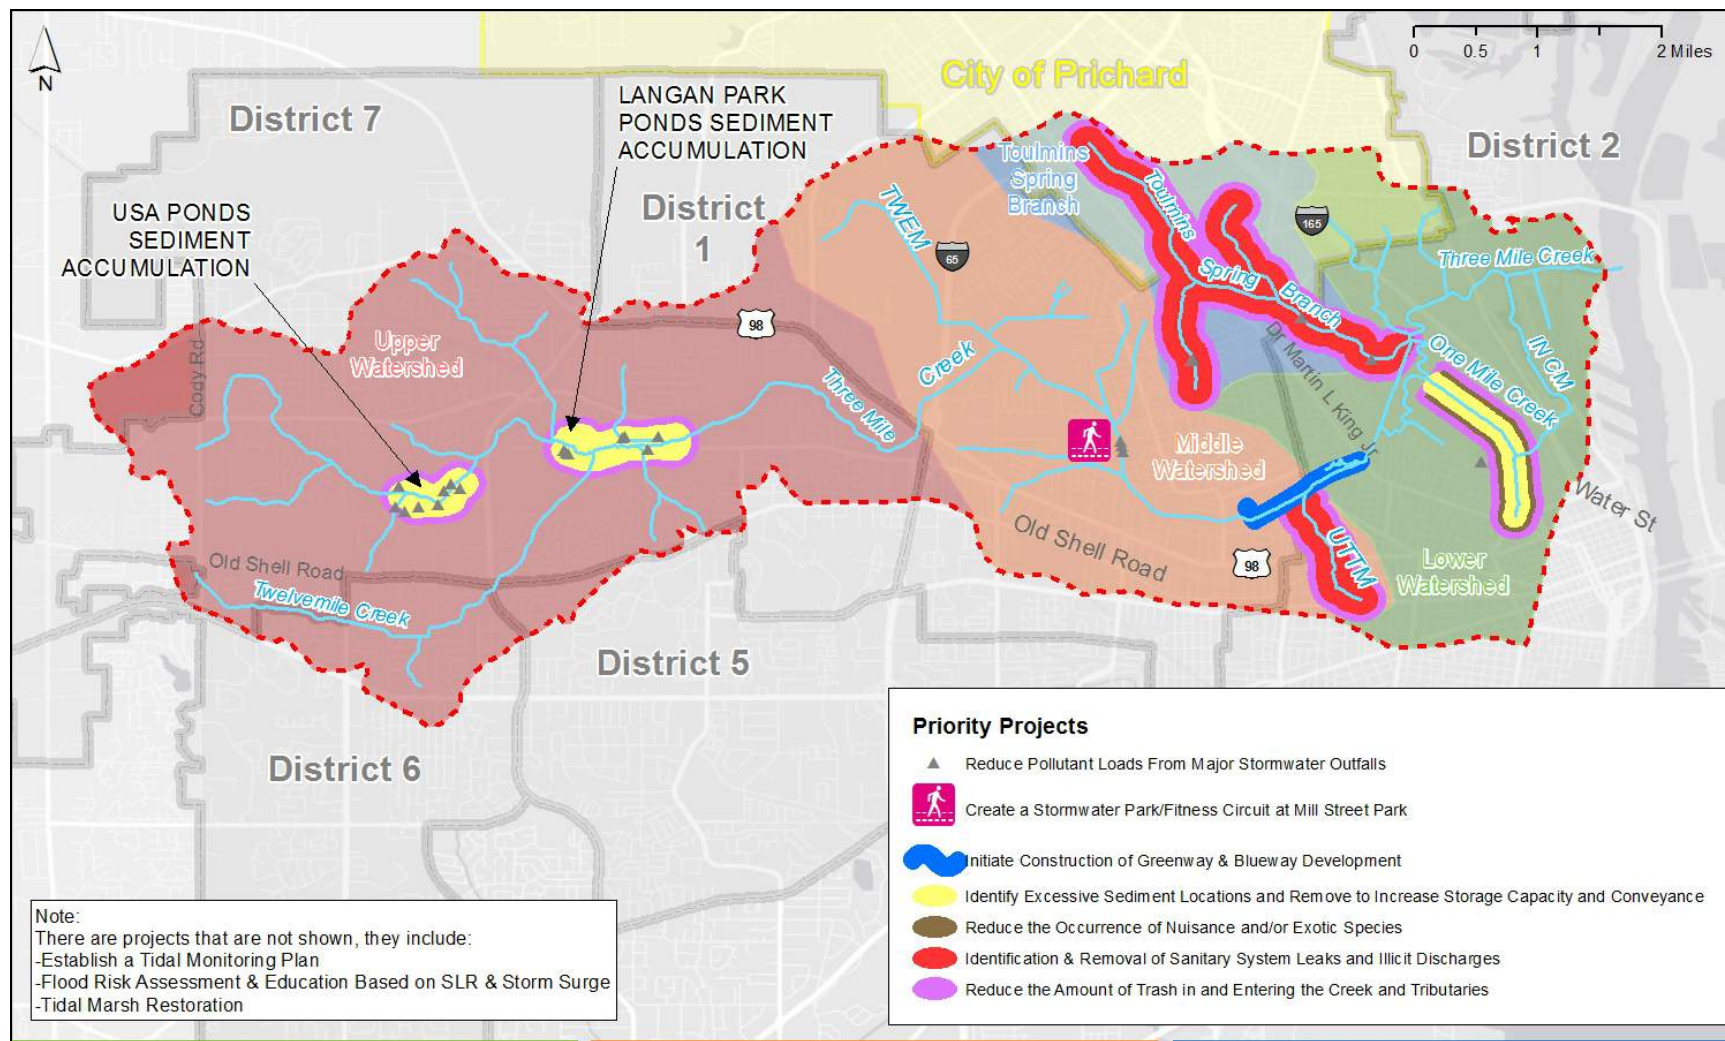 N
0 0.5 1 2 Miles
City of Prichard
District 7
LANGAN PARK
PONDS SEDIMENT
ACCUMULATION
District 2
Toulmins
Spring
Branch
USA PONDS
SEDIMENT
ACCUMULATION
District
1
TWEM
65
Toulmins
165
Three Mile Creek
Spring
Branch
98
Upper
Watershed
Cody Rd
Three Mile
Creek
Dr Martin L King Jr
One Mile Creek
IN CM
Middle
Watershed
Water St
Old Shell Road
Old Shell Road
98
UTTM
Lower
Watershed
Twelvemile Creek
District 5
District 6
Priority Projects
Reduce Pollutant Loads From Major Stormwater Outfalls
Create a Stormwater Park/Fitness Circuit at Mill Street Park
Initiate Construction of Greenway & Blueway Development
Identify Excessive Sediment Locations and Remove to Increase Storage Capacity and Conveyance
Reduce the Occurrence of Nuisance and/or Exotic Species
Identification & Removal of Sanitary System Leaks and Illicit Discharges
Reduce the Amount of Trash in and Entering the Creek and Tributaries
Note:
There are projects that are not shown, they include:
-Establish a Tidal Monitoring Plan
-Flood Risk Assessment & Education Based on SLR & Storm Surge
-Tidal Marsh Restoration